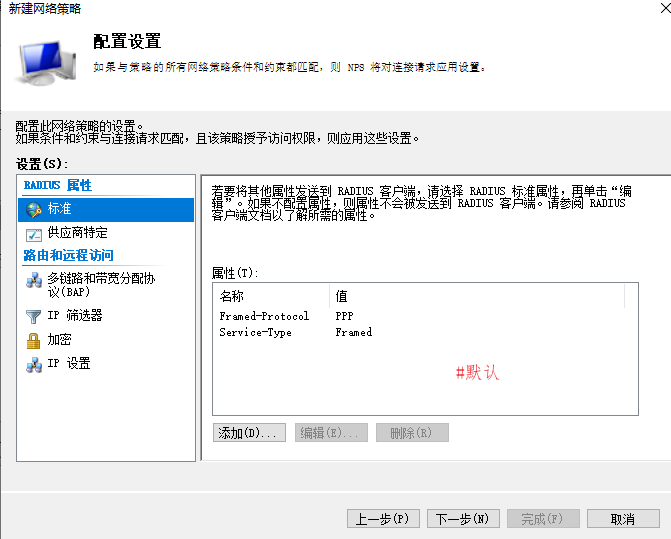 新建网络策略
配置设置
如果与策略的所有网络策略条件和约束都匹配，则 NPS 将对连接请求应用设置。
配置此网络策略的设置。
如果条件和约束与连接请求匹配，且该策略授予访问权限，则应用这些设置。
设置(S):
RADIUS 属性
标准
供应商特定
路由和远程访问
多链路和带宽分配协
议(BAP)
IP 筛选器
加密
IP 设置
若要将其他属性发送到 RADIUS 客户端，请选择 RADIUS 标准属性，再单击“编
辑”。如果不配置属性，则属性不会被发送到 RADIUS 客户端。请参阅 RADIUS
客户端文档以了解所需的属性。
属性(T):
名称 值
Framed-Protocol PPP
Service-Type Framed
#默认
添加(D)... 编辑(E)... 删除(R)
上一步(P) 下一步(N) 完成(F) 取消